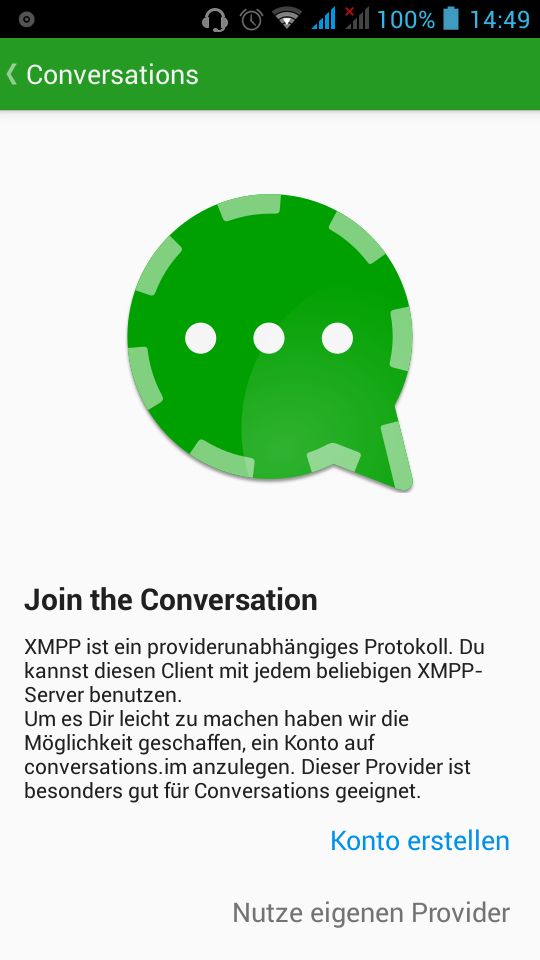 100% 14:49
Conversations
Join the Conversation
XMPP ist ein providerunabhängiges Protokoll. Du
kannst diesen Client mit jedem beliebigen XMPP-
Server benutzen.
Um es Dir leicht zu machen haben wir die
Möglichkeit geschaffen, ein Konto auf
conversations.im anzulegen. Dieser Provider ist
besonders gut für Conversations geeignet.
Konto erstellen
Nutze eigenen Provider